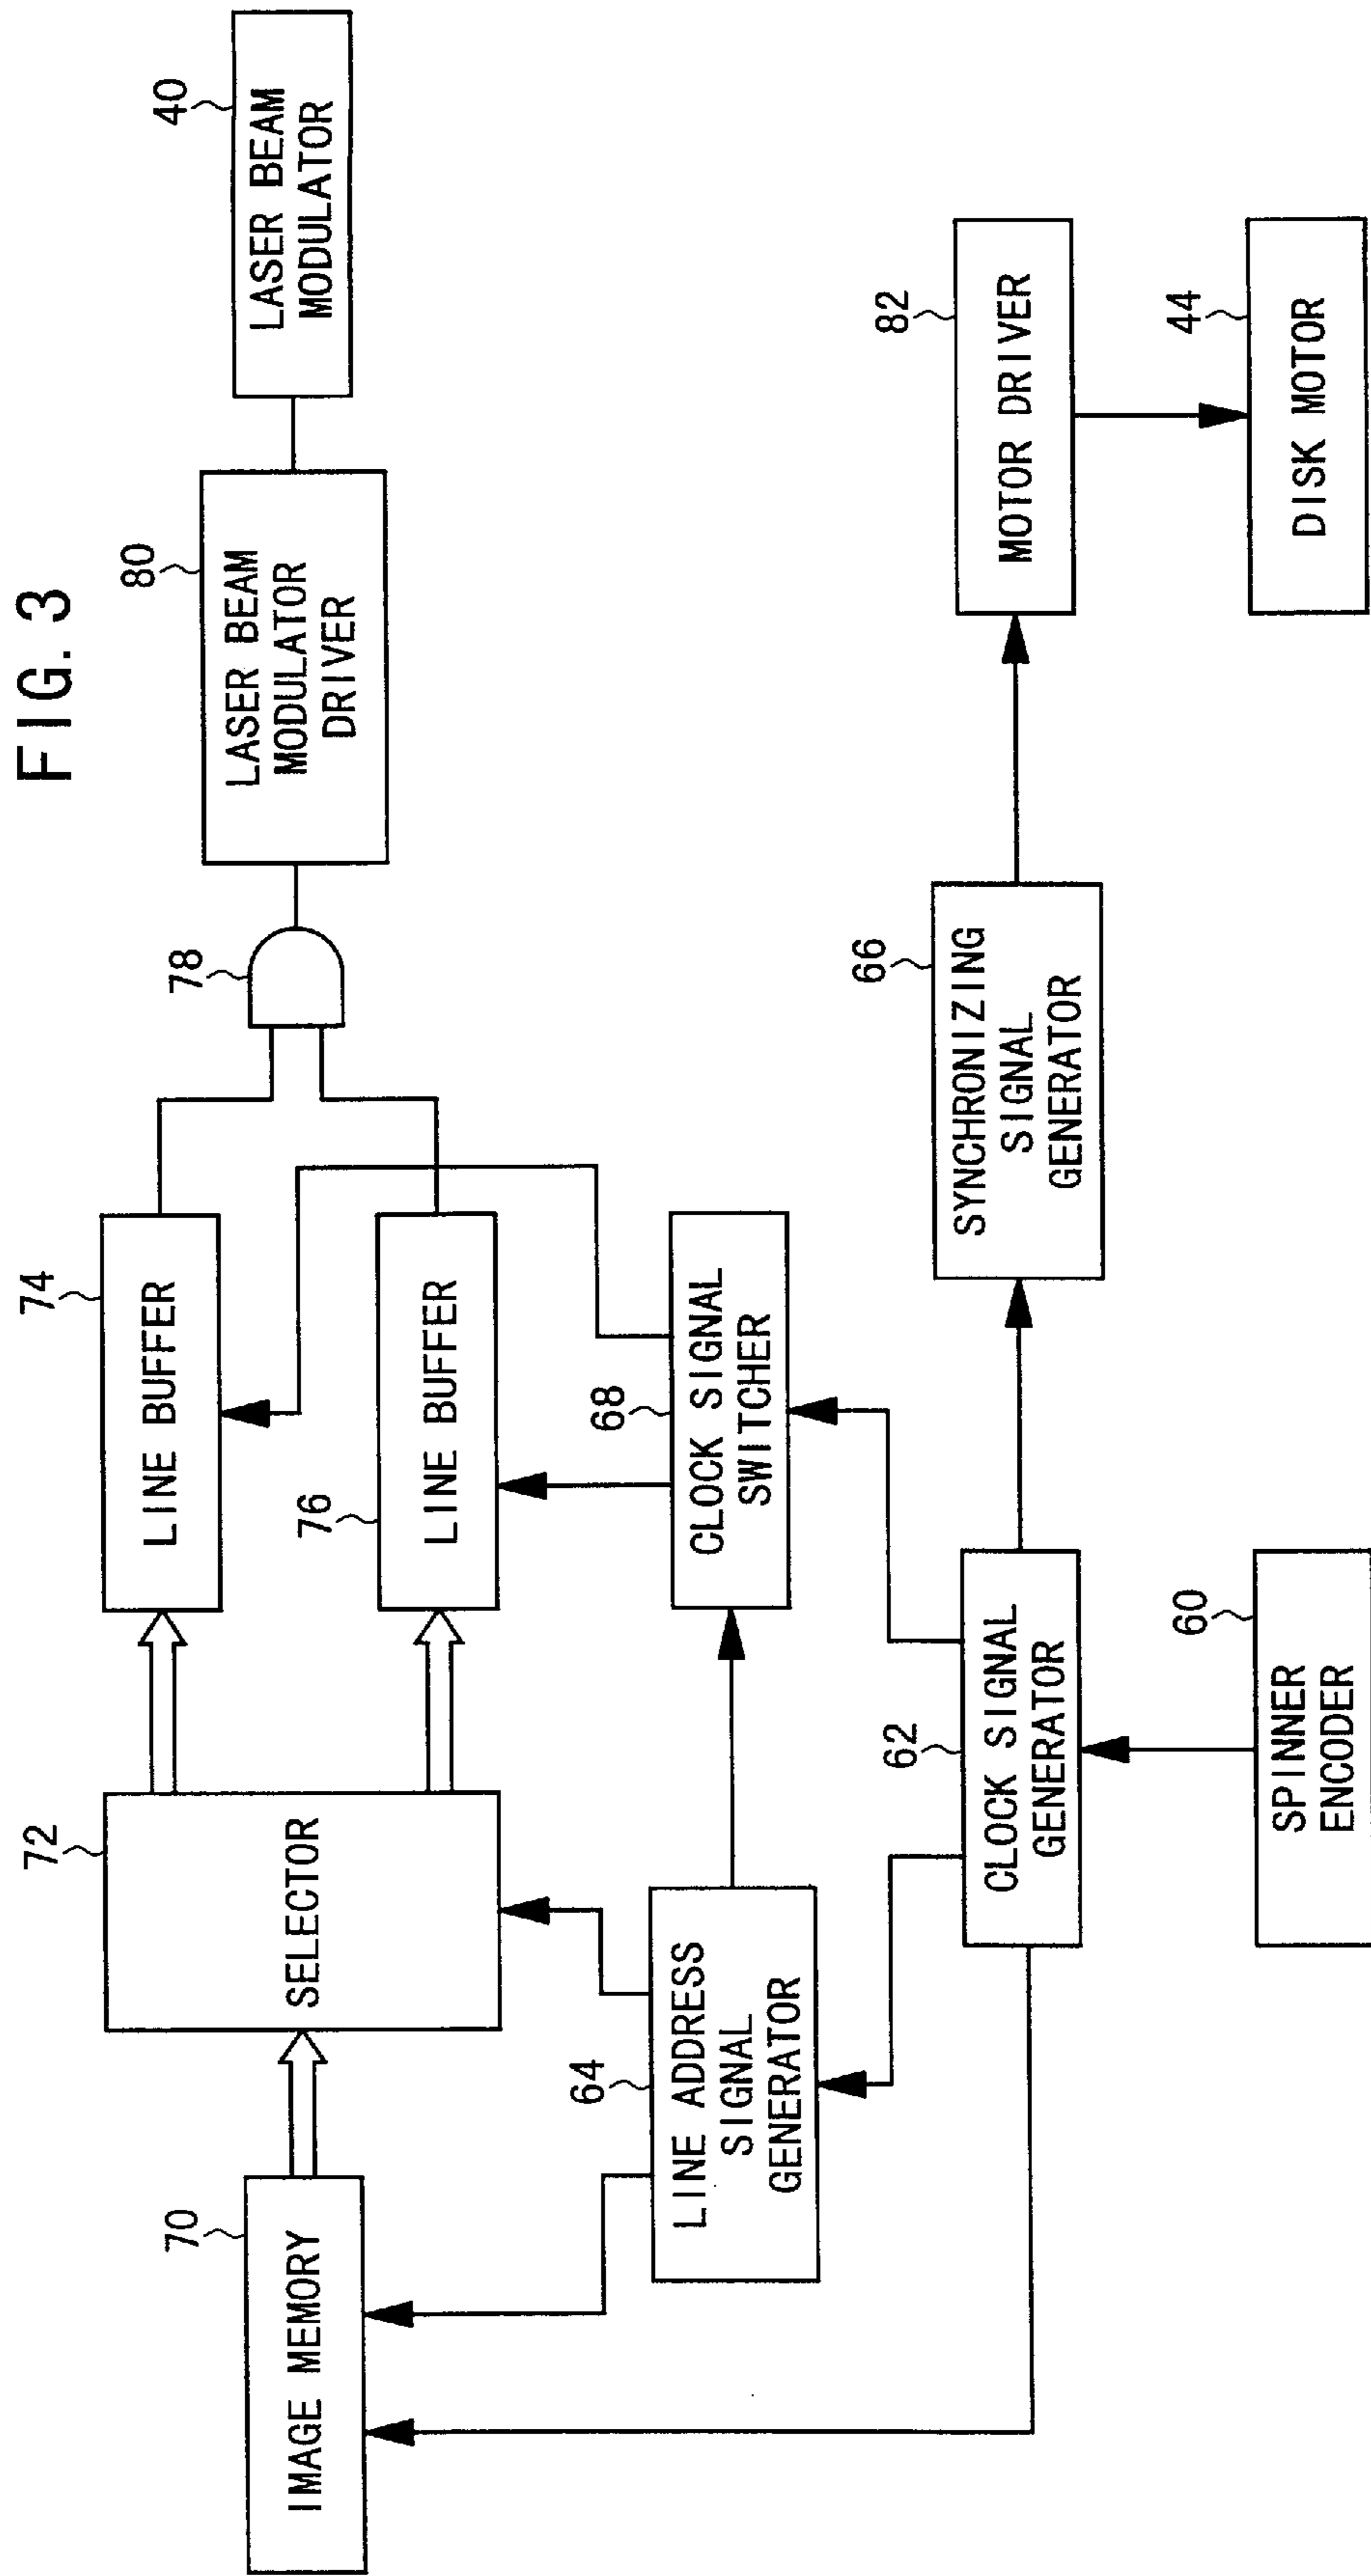 FIG. 3
70
IMAGE MEMORY
72
SELECTOR
74
LINE BUFFER
76
LINE BUFFER
78
80
LASER BEAM
MODULATOR
DRIVER
40
LASER BEAM
MODULATOR
64
LINE ADDRESS
SIGNAL
GENERATOR
68
CLOCK SIGNAL
SWITCHER
62
CLOCK SIGNAL
GENERATOR
66
SYNCHRONIZING
SIGNAL
GENERATOR
82
MOTOR DRIVER
60
SPINNER
ENCODER
44
DISK MOTOR